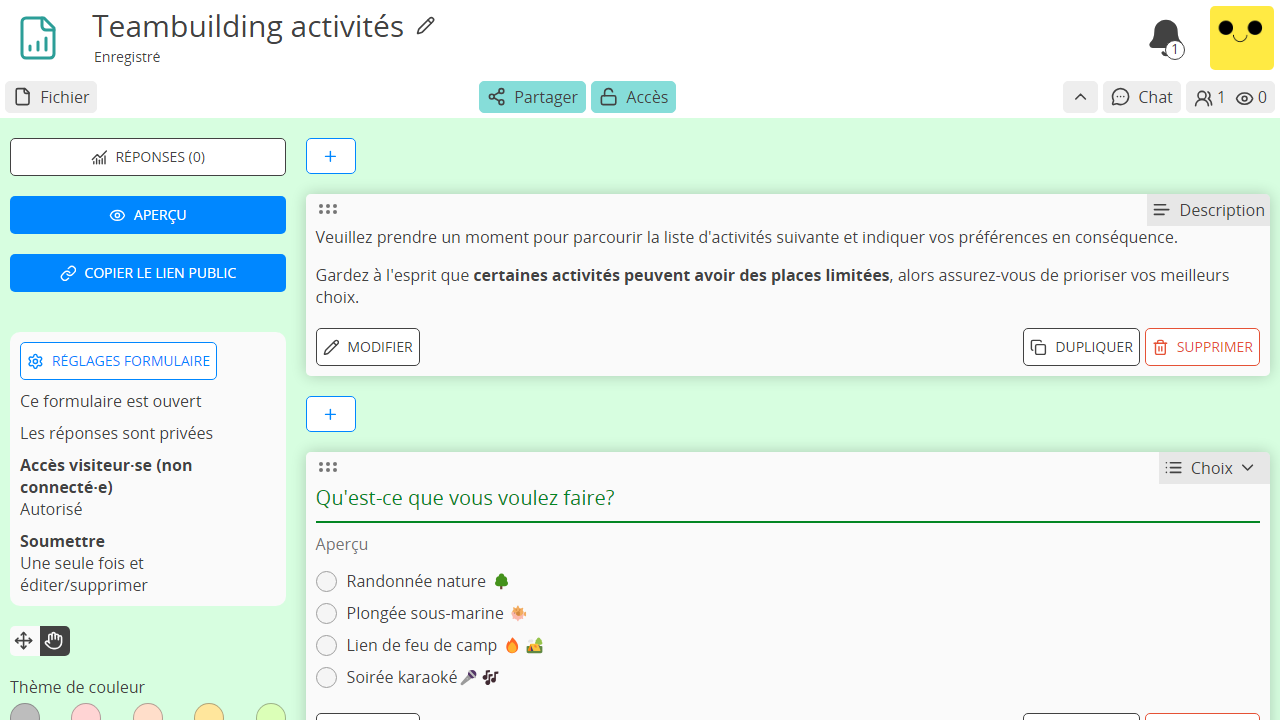 Teambuilding activités
Enregistré
1
Fichier
Partager
Accès
Chat
1
0
RÉPONSES (0)
APERÇU
COPIER LE LIEN PUBLIC
RÉGLAGES FORMULAIRE
Ce formulaire est ouvert
Les réponses sont privées
Accès visiteur·se (non
connecté·e)
Autorisé
Soumettre
Une seule fois et
éditer/supprimer
Thème de couleur
Description
Veuillez prendre un moment pour parcourir la liste d'activités suivante et indiquer vos préférences en conséquence.
Gardez à l'esprit que certaines activités peuvent avoir des places limitées, alors assurez-vous de prioriser vos meilleurs
choix.
MODIFIER
DUPLIQUER
SUPPRIMER
Choix
Qu'est-ce que vous voulez faire?
Aperçu
Randonnée nature 🌳
Plongée sous-marine 🪸
Lien de feu de camp 🔥 🏕️
Soirée karaoké🎤 🎶